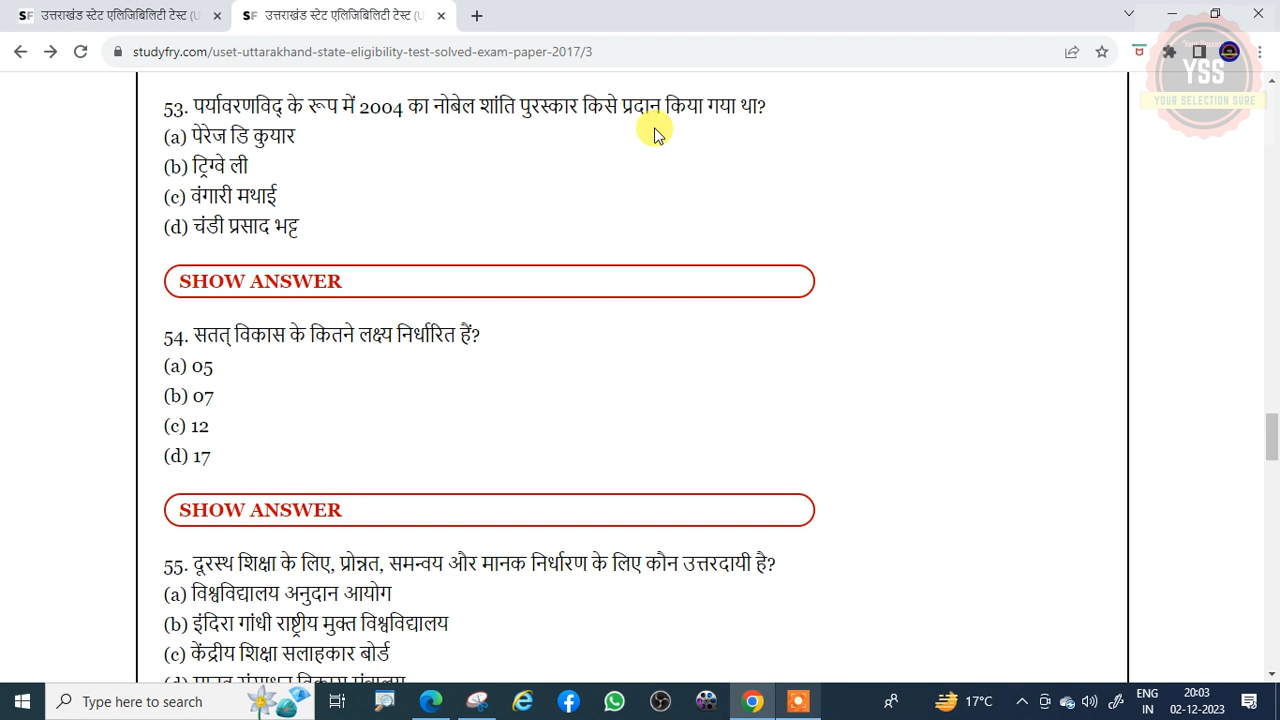 उत्तराखंड स्टेट एलिजिबिलिटी टेस्ट (U
उत्तराखंड स्टेट एलिजिबिलिटी टेस्ट (U
studyfry.com/uset-uttarakhand-state-eligibility-test-solved-exam-paper-2017/3
YSS
YOUR SELECTION SURE
53. पर्यावरणविद् के रूप में 2004 का नोबेल शांति पुरस्कार किसे प्रदान किया गया था?
(a) पेरेज डि कुयार
(b) ट्रिग्वे ली
(c) वंगारी मथाई
(d) चंडी प्रसाद भट्ट
SHOW ANSWER
54. सतत् विकास के कितने लक्ष्य निर्धारित हैं?
(a) 05
(b) 07
(c) 12
(d) 17
SHOW ANSWER
55. दूरस्थ शिक्षा के लिए, प्रोन्नत, समन्वय और मानक निर्धारण के लिए कौन उत्तरदायी है?
(a) विश्वविद्यालय अनुदान आयोग
(b) इंदिरा गांधी राष्ट्रीय मुक्त विश्वविद्यालय
(c) केंद्रीय शिक्षा सलाहकार बोर्ड
(d) मानव संसाधन विकास मंत्रालय
Type here to search
17°C
ENG
IN
20:03
02-12-2023